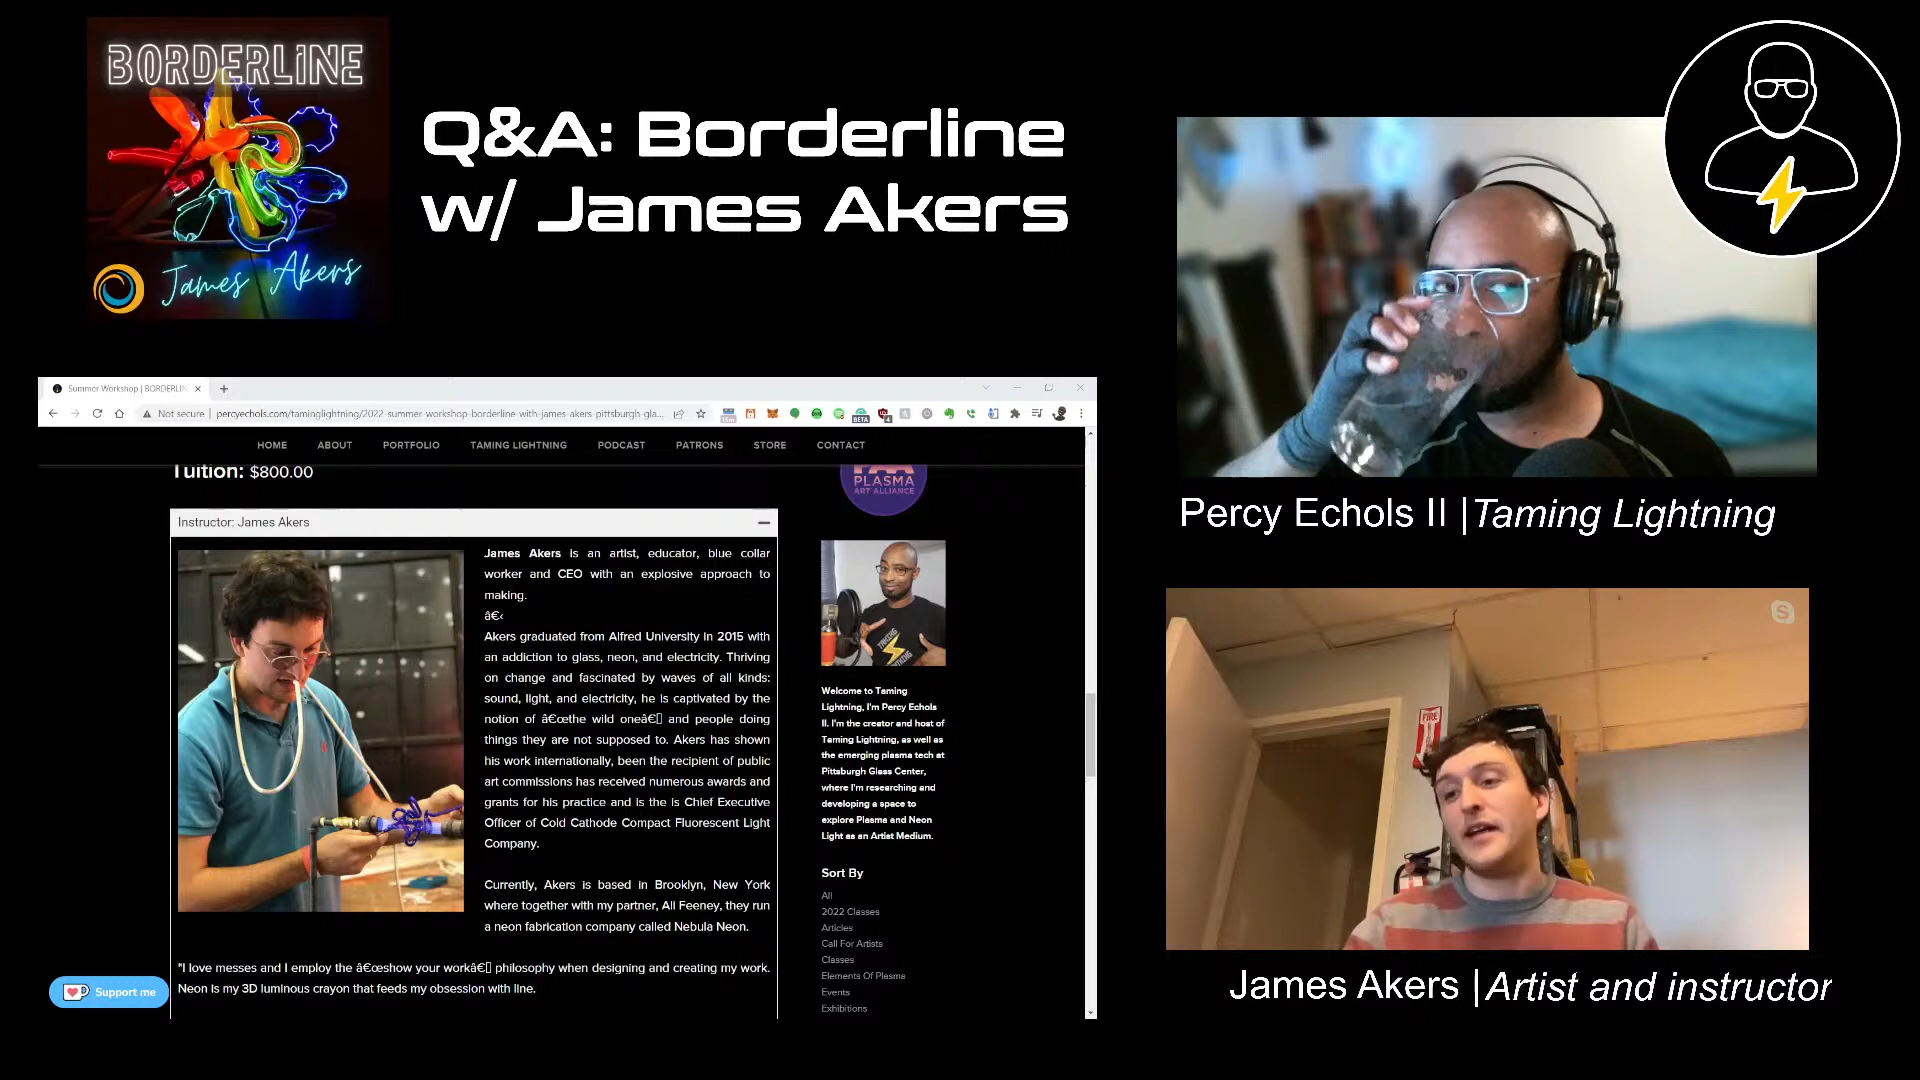 BORDERLINE
James Akers
Q&A: Borderline
w/ James Akers
Summer Workshop | BORDERLIN
Not secure | percyechols.com/taminglightning/2022-summer-workshop-borderline-with-james-akers-pittsburgh-gla...
BETA
HOME ABOUT PORTFOLIO TAMING LIGHTNING PODCAST PATRONS STORE CONTACT
Tuition: $800.00
PLASMA
ART ALLIANCE
Instructor: James Akers
James Akers is an artist, educator, blue collar
worker and CEO with an explosive approach to
making.
â€‹
Akers graduated from Alfred University in 2015 with
an addiction to glass, neon, and electricity. Thriving
on change and fascinated by waves of all kinds:
sound, light, and electricity, he is captivated by the
notion of â€œthe wild oneâ€ and people doing
things they are not supposed to. Akers has shown
his work internationally, been the recipient of public
art commissions has received numerous awards and
grants for his practice and is the is Chief Executive
Officer of Cold Cathode Compact Fluorescent Light
Company.
Currently, Akers is based in Brooklyn, New York
where together with my partner, Ali Feeney, they run
a neon fabrication company called Nebula Neon.
"I love messes and I employ the â€œshow your workâ€ philosophy when designing and creating my work.
Neon is my 3D luminous crayon that feeds my obsession with line.
Support me
TAMING
LIGHTNING
Welcome to Taming
Lightning, I'm Percy Echols
II. I'm the creator and host of
Taming Lightning, as well as
the emerging plasma tech at
Pittsburgh Glass Center,
where I'm researching and
developing a space to
explore Plasma and Neon
Light as an Artist Medium.
Sort By
All
2022 Classes
Articles
Call For Artists
Classes
Elements Of Plasma
Events
Exhibitions
Percy Echols II | Taming Lightning
FIRE
S
James Akers | Artist and instructor